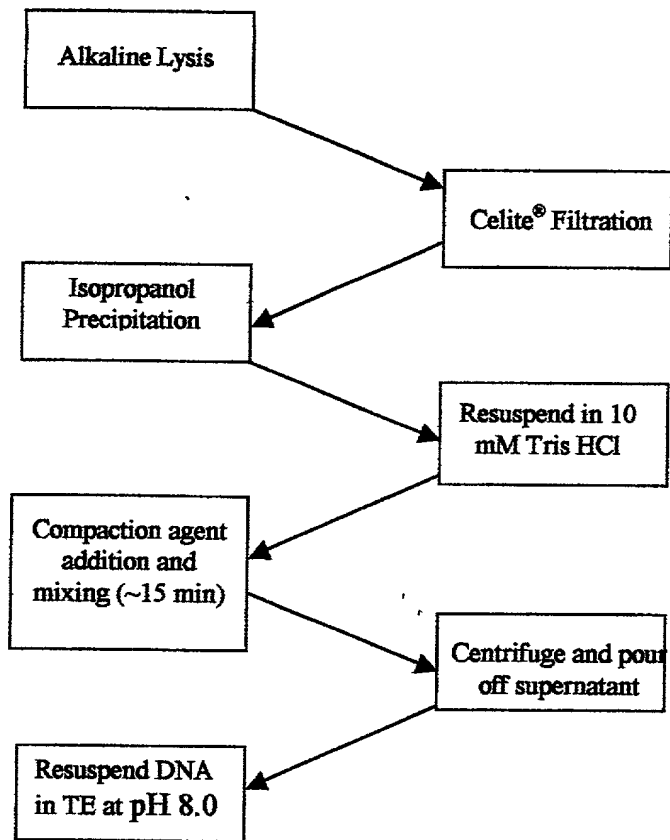 Alkaline Lysis
Celite® Filtration
Isopropanol
Precipitation
Resuspend in 10
mM Tris HCl
Compaction agent
addition and
mixing (~15 min)
Centrifuge and pour
off supernatant
Resuspend DNA
in TE at pH 8.0